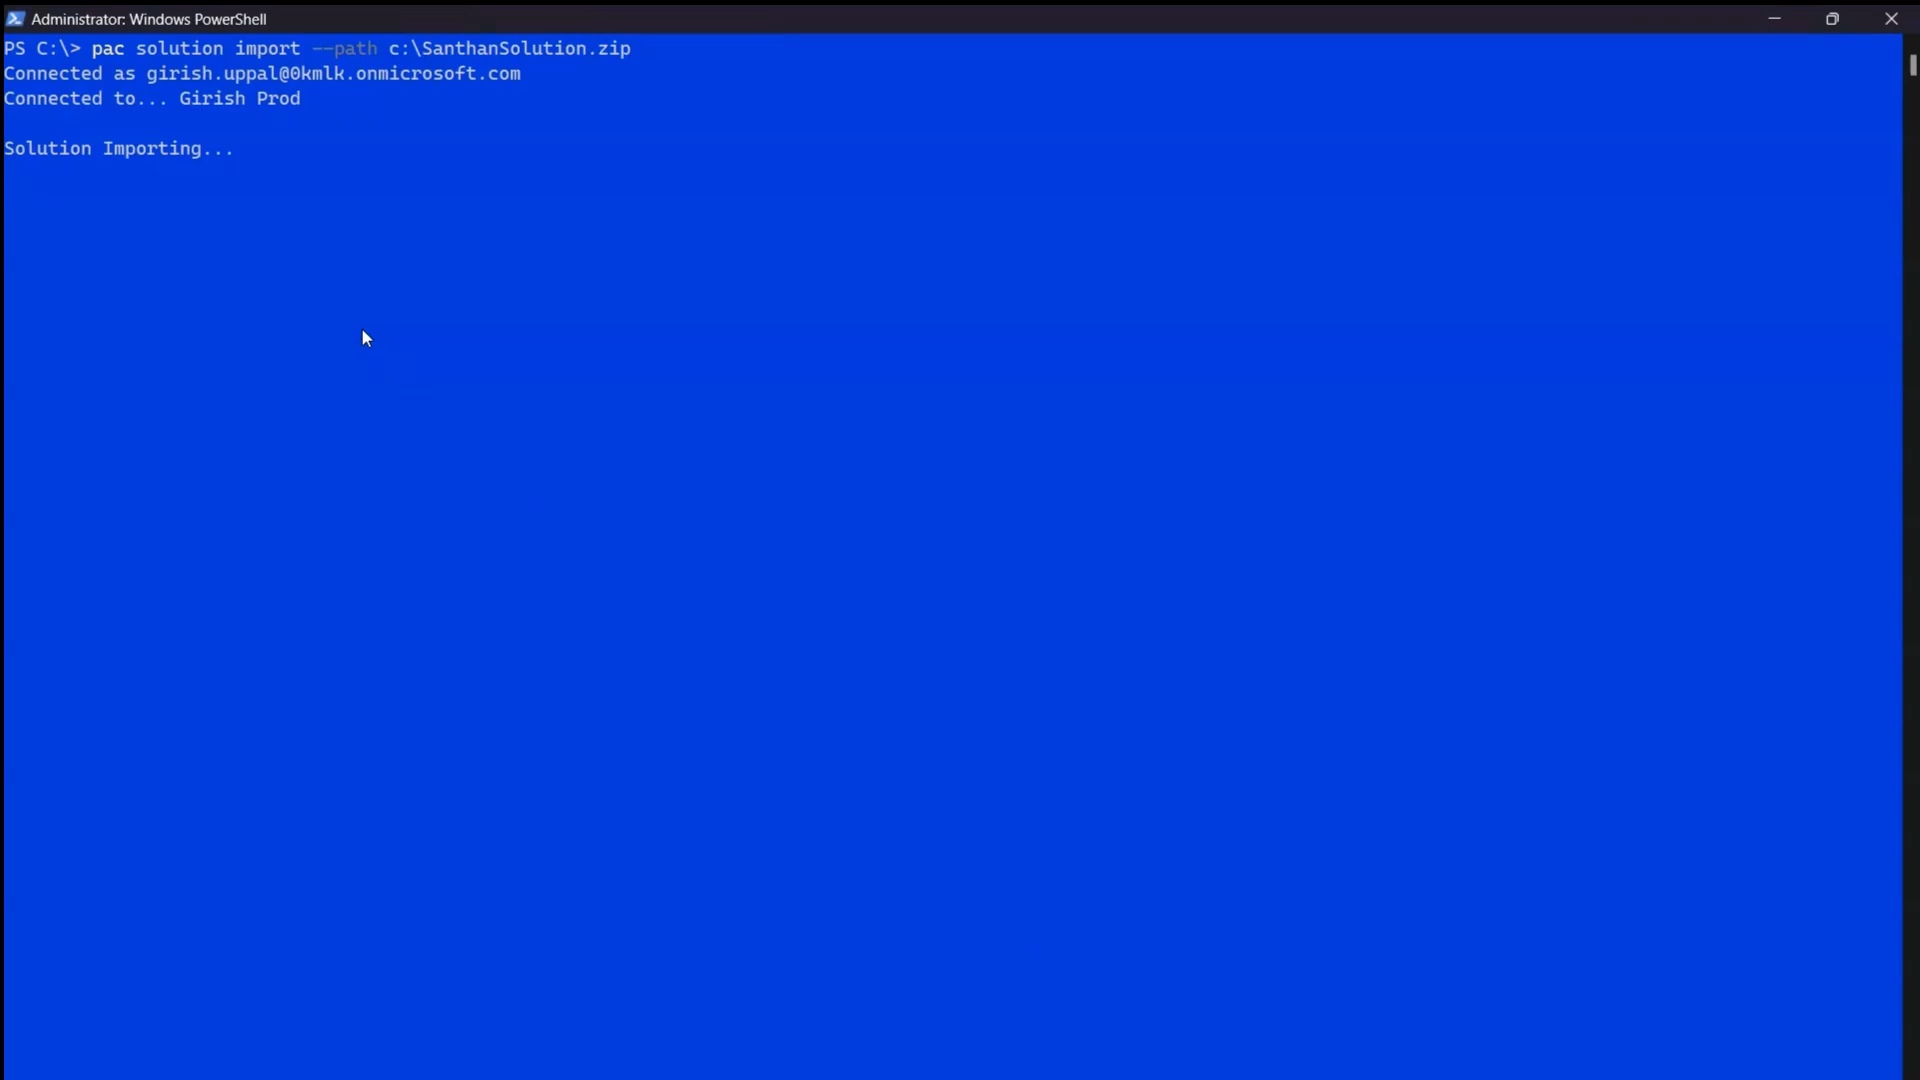 Administrator: Windows PowerShell
PS C:\> pac solution import --path c:\SanthanSolution.zip
Connected as girish.uppal@0kmlk.onmicrosoft.com
Connected to... Girish Prod
Solution Importing...